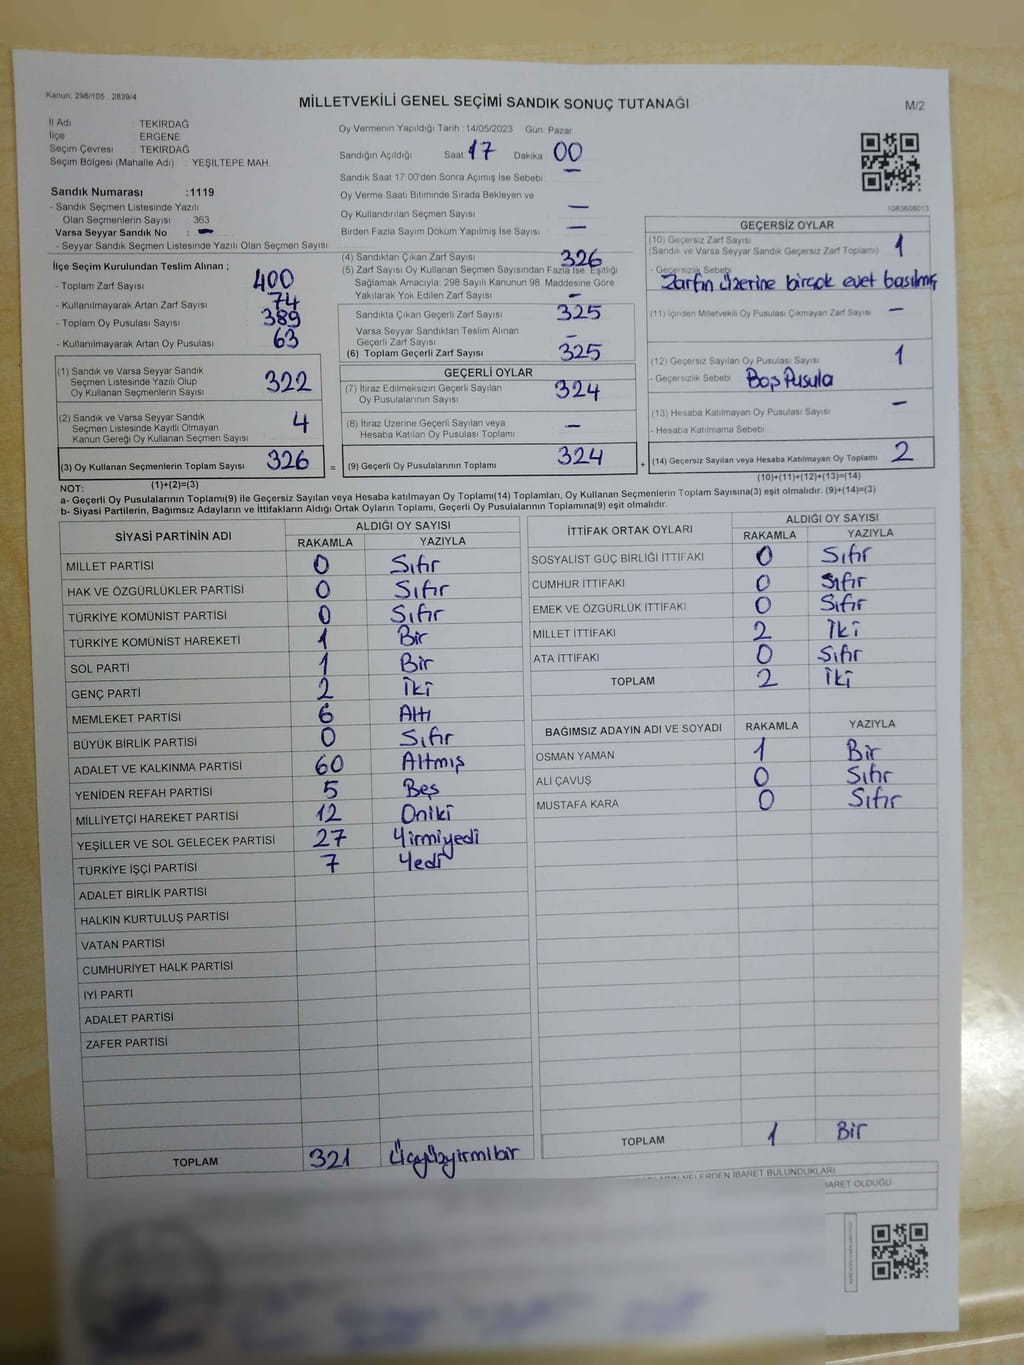 Kanun: 298/105 , 2839/4
MİLLETVEKİLİ GENEL SEÇİMİ SANDIK SONUÇ TUTANAĞI
M/2
İl Adı : TEKİRDAĞ
İlçe : ERGENE
Seçim Çevresi : TEKİRDAĞ
Seçim Bölgesi (Mahalle Adı) : YEŞİLTEPE MAH.
Sandık Numarası :1119
- Sandık Seçmen Listesinde Yazılı
Olan Seçmenlerin Sayısı : 363
Varsa Seyyar Sandık No : -
- Seyyar Sandık Seçmen Listesinde Yazılı Olan Seçmen Sayısı :
Oy Vermenin Yapıldığı Tarih :14/05/2023 Gün: Pazar
Sandığın Açıldığı Saat 17 Dakika 00
Sandık Saat 17:00'den Sonra Açımış İse Sebebi : -
Oy Verme Saati Bitiminde Sırada Bekleyen ve
Oy Kullandırılan Seçmen Sayısı : -
Birden Fazla Sayım Döküm Yapılmış İse Sayısı : -
1083608013
İlçe Seçim Kurulundan Teslim Alınan ;
- Toplam Zarf Sayısı : 400
- Kullanılmayarak Artan Zarf Sayısı : 74
- Toplam Oy Pusulası Sayısı : 389
- Kullanılmayarak Artan Oy Pusulası : 63
(1) Sandık ve Varsa Seyyar Sandık
Seçmen Listesinde Yazılı Olup
Oy Kullanan Seçmenlerin Sayısı 322
(2) Sandık ve Varsa Seyyar Sandık
Seçmen Listesinde Kayıtlı Olmayan
Kanun Gereği Oy Kullanan Seçmen Sayısı 4
(3) Oy Kullanan Seçmenlerin Toplam Sayısı 326 =
(1)+(2)=(3)
(4) Sandıktan Çıkan Zarf Sayısı : 326
(5) Zarf Sayısı Oy Kullanan Seçmen Sayısından Fazla İse, Eşitliği
Sağlamak Amacıyla, 298 Sayılı Kanunun 98. Maddesine Göre
Yakılarak Yok Edilen Zarf Sayısı : -
Sandıkta Çıkan Geçerli Zarf Sayısı : 325
Varsa Seyyar Sandıktan Teslim Alınan
Geçerli Zarf Sayısı : -
(6) Toplam Geçerli Zarf Sayısı : 325
GEÇERLİ OYLAR
(7) İtiraz Edilmeksizin Geçerli Sayılan
Oy Pusulalarının Sayısı 324
(8) İtiraz Üzerine Geçerli Sayılan veya
Hesaba Katılan Oy Pusulası Toplamı -
(9) Geçerli Oy Pusulalarının Toplamı 324 +
GEÇERSİZ OYLAR
(10) Geçersiz Zarf Sayısı
(Sandık ve Varsa Seyyar Sandık Geçersiz Zarf Toplamı) 1
- Geçersizlik Sebebi
Zarfın üzerine birçok evet basılmış
(11) İçinden Milletvekili Oy Pusulası Çıkmayan Zarf Sayısı -
(12) Geçersiz Sayılan Oy Pusulası Sayısı 1
- Geçersizlik Sebebi Boş Pusula
(13) Hesaba Katılmayan Oy Pusulası Sayısı -
- Hesaba Katılmama Sebebi
(14) Geçersiz Sayılan veya Hesaba Katılmayan Oy Toplamı 2
(10)+(11)+(12)+(13)=(14)
NOT:
a- Geçerli Oy Pusulalarının Toplamı(9) ile Geçersiz Sayılan veya Hesaba katılmayan Oy Toplamı(14) Toplamları, Oy Kullanan Seçmenlerin Toplam Sayısına(3) eşit olmalıdır. (9)+(14)=(3)
b- Siyasi Partilerin, Bağımsız Adayların ve İttifakların Aldığı Ortak Oyların Toplamı, Geçerli Oy Pusulalarının Toplamına(9) eşit olmalıdır.
SİYASİ PARTİNİN ADI ALDIĞI OY SAYISI
RAKAMLA YAZIYLA
MİLLET PARTİSİ 0 Sıfır
HAK VE ÖZGÜRLÜKLER PARTİSİ 0 Sıfır
TÜRKİYE KOMÜNİST PARTİSİ 0 Sıfır
TÜRKİYE KOMÜNİST HAREKETİ 1 Bir
SOL PARTİ 1 Bir
GENÇ PARTİ 2 İki
MEMLEKET PARTİSİ 6 Altı
BÜYÜK BİRLİK PARTİSİ 0 Sıfır
ADALET VE KALKINMA PARTİSİ 60 Altmış
YENİDEN REFAH PARTİSİ 5 Beş
MİLLİYETÇİ HAREKET PARTİSİ 12 Oniki
YEŞİLLER VE SOL GELECEK PARTİSİ 27 Yirmiyedi
TÜRKİYE İŞÇİ PARTİSİ 7 Yedi
ADALET BİRLİK PARTİSİ
HALKIN KURTULUŞ PARTİSİ
VATAN PARTİSİ
CUMHURİYET HALK PARTİSİ
İYİ PARTİ
ADALET PARTİSİ
ZAFER PARTİSİ
TOPLAM 321 Üçyüzyirmibir
İTTİFAK ORTAK OYLARI ALDIĞI OY SAYISI
RAKAMLA YAZIYLA
SOSYALİST GÜÇ BİRLİĞİ İTTİFAKI 0 Sıfır
CUMHUR İTTİFAKI 0 Sıfır
EMEK VE ÖZGÜRLÜK İTTİFAKI 0 Sıfır
MİLLET İTTİFAKI 2 İki
ATA İTTİFAKI 0 Sıfır
TOPLAM 2 İki
BAĞIMSIZ ADAYIN ADI VE SOYADI RAKAMLA YAZIYLA
OSMAN YAMAN 1 Bir
ALİ ÇAVUŞ 0 Sıfır
MUSTAFA KARA 0 Sıfır
TOPLAM 1 Bir
NELERDEN İBARET BULUNDUKLARI
OLDUĞU